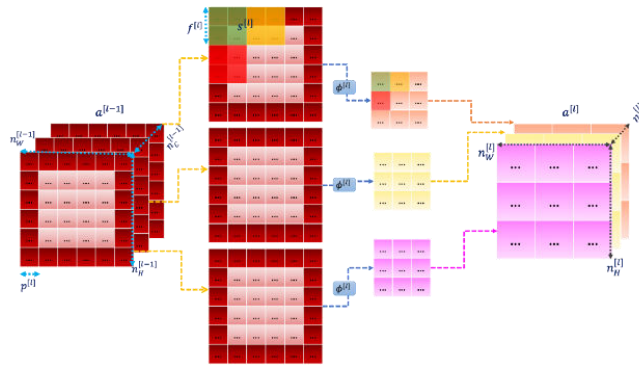 f^[l]
s^[l]
a^[l-1]
n_W^[l-1]
n_C^[l-1]
n_H^[l-1]
p^[l]
ϕ^[l]
ϕ^[l]
ϕ^[l]
a^[l]
n_W^[l]
n_H^[l]